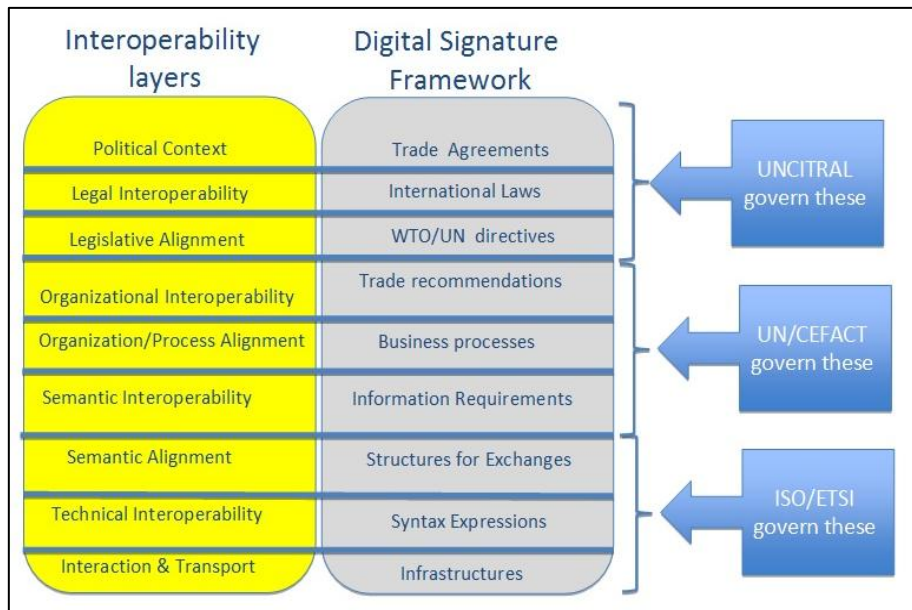 Interoperability
layers
Digital Signature
Framework
Political Context
Trade Agreements
Legal Interoperability
International Laws
Legislative Alignment
WTO/UN directives
Organizational Interoperability
Trade recommendations
Organization/Process Alignment
Business processes
Semantic Interoperability
Information Requirements
Semantic Alignment
Structures for Exchanges
Technical Interoperability
Syntax Expressions
Interaction & Transport
Infrastructures
UNCITRAL
govern these
UN/CEFACT
govern these
ISO/ETSI
govern these